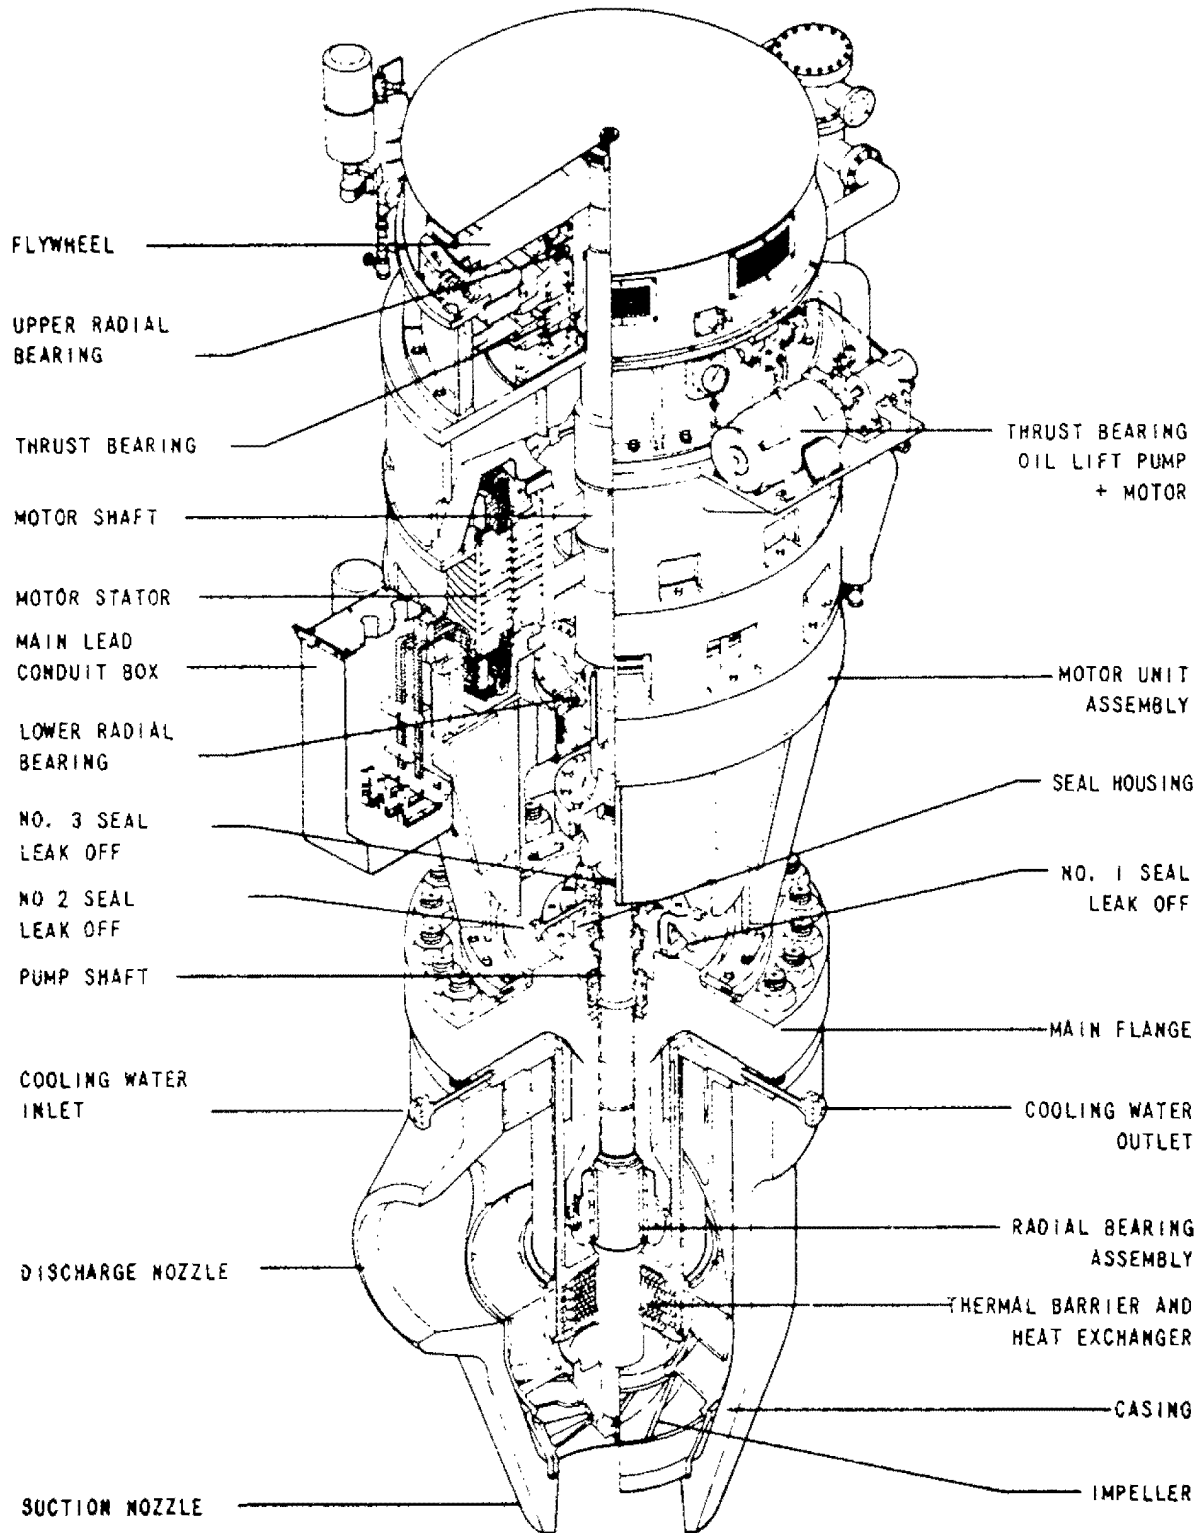 FLYWHEEL
UPPER RADIAL
BEARING
THRUST BEARING
MOTOR SHAFT
MOTOR STATOR
MAIN LEAD
CONDUIT BOX
LOWER RADIAL
BEARING
NO. 3 SEAL
LEAK OFF
NO 2 SEAL
LEAK OFF
PUMP SHAFT
COOLING WATER
INLET
DISCHARGE NOZZLE
SUCTION NOZZLE
THRUST BEARING
OIL LIFT PUMP
+ MOTOR
MOTOR UNIT
ASSEMBLY
SEAL HOUSING
NO. 1 SEAL
LEAK OFF
MAIN FLANGE
COOLING WATER
OUTLET
RADIAL BEARING
ASSEMBLY
THERMAL BARRIER AND
HEAT EXCHANGER
CASING
IMPELLER